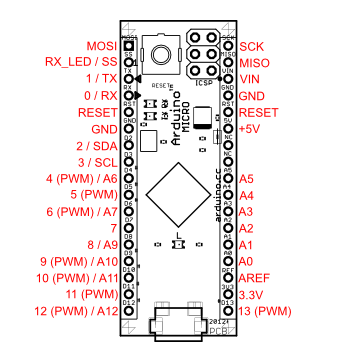 MOSI
RX_LED / SS
1 / TX
0 / RX
RESET
GND
2 / SDA
3 / SCL
4 (PWM) / A6
5 (PWM)
6 (PWM) / A7
7
8 / A9
9 (PWM) / A10
10 (PWM) / A11
11 (PWM)
12 (PWM) / A12
MOSI
SS
TX
RX
RST
GND
D2
D3
D4
D5
D6
D7
D8
D9
D10
D11
D12
1
ICSP
RESET
Arduino
MICRO
arduino.cc
L
2012
PCB
SCK
MISO
VIN
GND
RST
5V
NC
NC
A5
A4
A3
A2
A1
A0
REF
3V3
D13
SCK
MISO
VIN
GND
RESET
+5V
A5
A4
A3
A2
A1
A0
AREF
3.3V
13 (PWM)